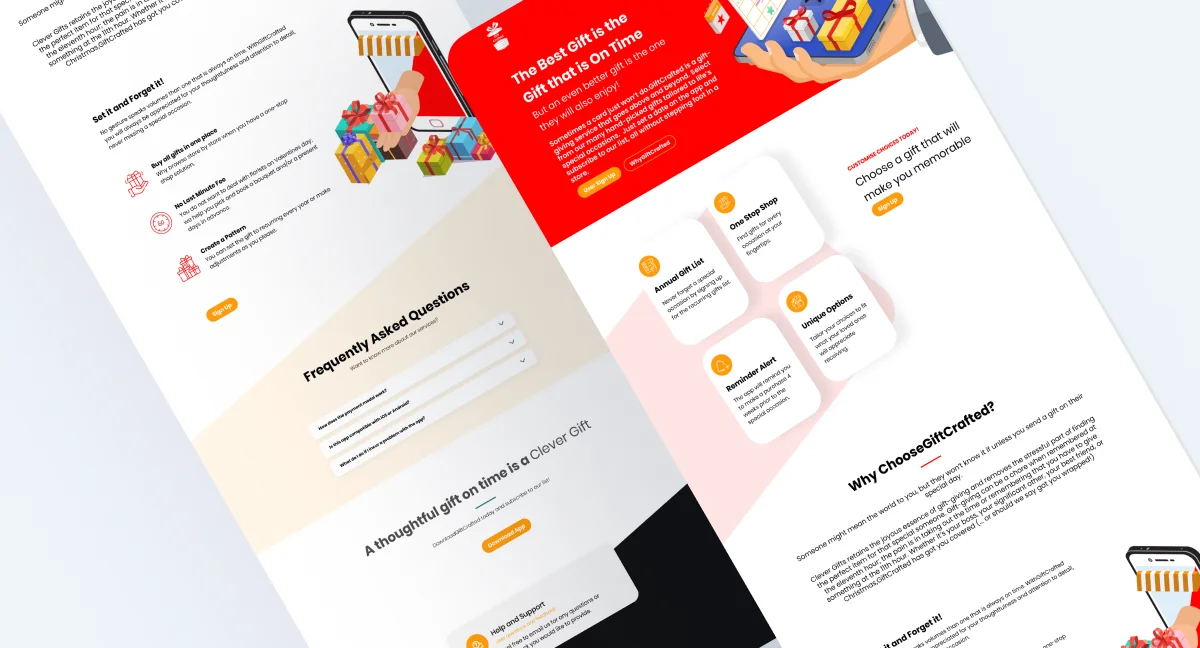 Someone might
Clever Gifts retains the joyous
the perfect item for that special
the eleventh hour; the pain is in
something at the 11th hour. Whether
Christmas,GiftCrafted has got you covered
Set it and Forget it!
No gesture speaks volumes than one that is always on time. WithGiftCrafted
you will always be appreciated for your thoughtfulness and attention to detail,
never missing a special occasion.
Buy all gifts in one place
Why browse store by store when you have a one-stop
shop solution.
No Last Minute Fee
You do not want to deal with florists on Valentines day;
we help you pick and book a bouquet and/or a present
days in advance.
Create a Pattern
You can set the gift to recurring every year or make
adjustments as you please.
Sign Up
Frequently Asked Questions
Want to know more about our services?
How does the payment model work?
Is this app compatible with iOS or Android?
What do I do if I have a problem with the app?
A thoughtful gift on time is a Clever Gift
DownloadGiftCrafted today and subscribe to our list!
Download App
Help and Support
free to email us for any questions or
you would like to provide.
The Best Gift is the
Gift that is On Time
But an even better gift is the one
they will also enjoy!
Sometimes a card just won't do.GiftCrafted is a gift-
giving service that goes above and beyond. Select
from our many hand-picked gifts tailored to life's
special occasions. Just set a date on the app and
subscribe to our list, all without stepping foot in a
store.
User Sign Up
WhyGiftCrafted
CUSTOMISE CHOICES TODAY!
Choose a gift that will
make you memorable
Sign Up
One Stop Shop
Find gifts for every
occasion at your
fingertips.
Annual Gift List
Never forget a special
occasion by signing up
for the recurring gifts list.
Unique Options
Tailor your choices to fit
what your loved ones
will appreciate
receiving.
Reminder Alert
The app will remind you
to make a purchase 4
weeks prior to the
special occasion.
Why ChooseGiftCrafted?
Someone might mean the world to you, but they won't know it if unless you send a gift on their
special day.
Clever Gifts retains the joyous essence of gift-giving and removes the stressful part of finding
the perfect item for that special someone. Gift-giving can be a chore when remembered at
the eleventh hour; the pain is in taking out the time or remembering that you have to give
something at the 11th hour. Whether it's your boss, your significant other, your best friend, or
Christmas,GiftCrafted has got you covered (... or should we say got you wrapped!)
it and Forget it!
speaks volumes than one that is always on time. WithGiftCrafted
be appreciated for your thoughtfulness and attention to detail,
occasion.
one-stop